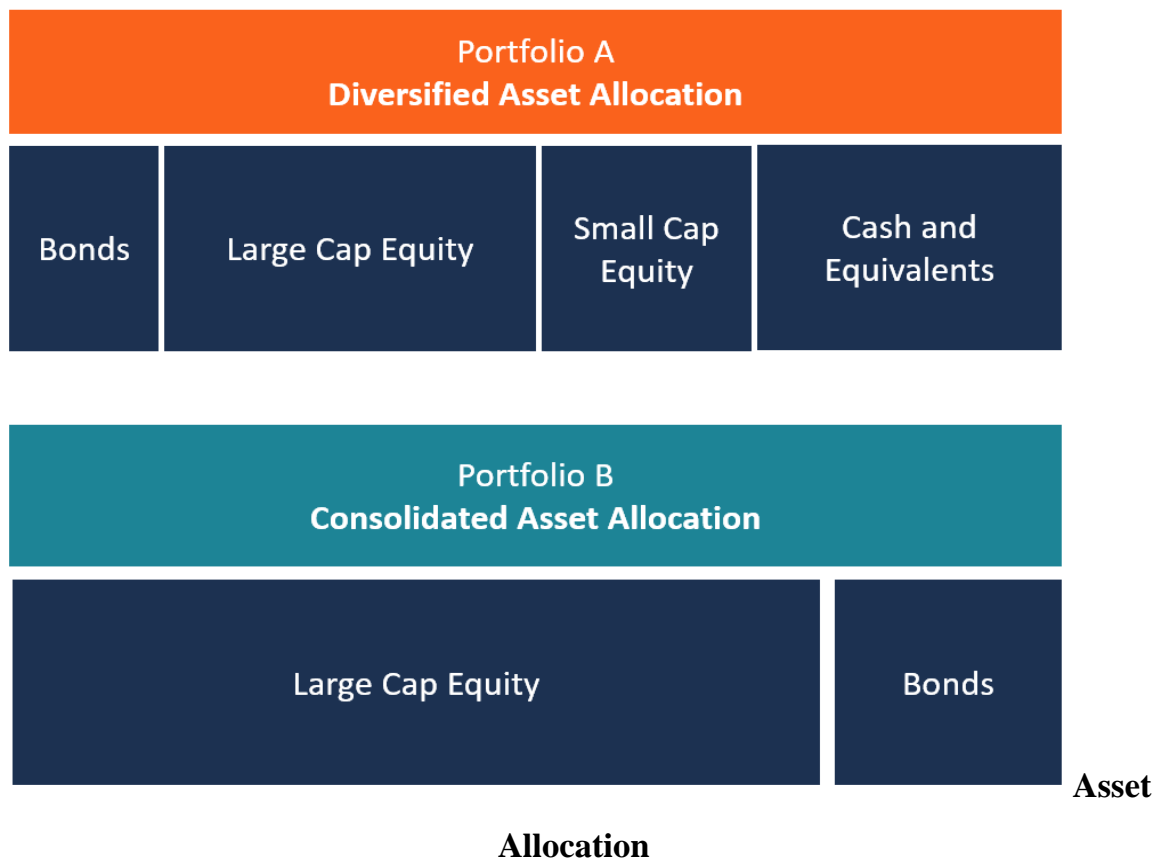 Portfolio A
Diversified Asset Allocation
Bonds
Large Cap Equity
Small Cap
Equity
Cash and
Equivalents
Portfolio B
Consolidated Asset Allocation
Large Cap Equity
Bonds
Asset
Allocation